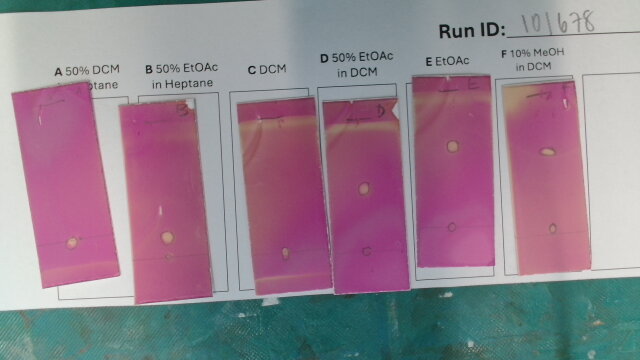 Run ID: 101678
A 50% DCM
B 50% EtOAc
in Heptane
C DCM
D 50% EtOAc
in DCM
E EtOAc
F 10% MeOH
in DCM
B
D
E
F